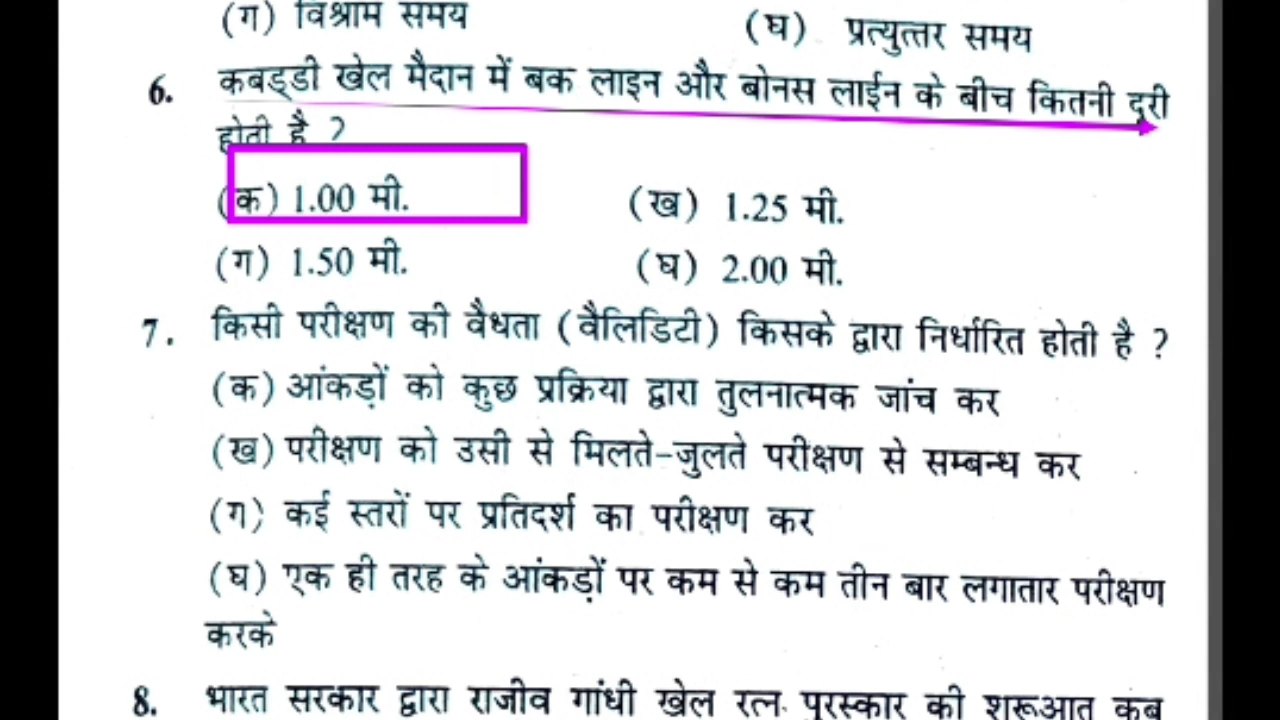 (ग) विश्राम समय (घ) प्रत्युत्तर समय
6. कबड्डी खेल मैदान में बक लाइन और बोनस लाईन के बीच कितनी दूरी
होती है ?
(क) 1.00 मी. (ख) 1.25 मी.
(ग) 1.50 मी. (घ) 2.00 मी.
7. किसी परीक्षण की वैधता (वैलिडिटी) किसके द्वारा निर्धारित होती है ?
(क) आंकड़ों को कुछ प्रक्रिया द्वारा तुलनात्मक जांच कर
(ख) परीक्षण को उसी से मिलते-जुलते परीक्षण से सम्बन्ध कर
(ग) कई स्तरों पर प्रतिदर्श का परीक्षण कर
(घ) एक ही तरह के आंकड़ों पर कम से कम तीन बार लगातार परीक्षण
करके
8. भारत सरकार द्वारा राजीव गांधी खेल रत्न पुरस्कार की शुरूआत कब